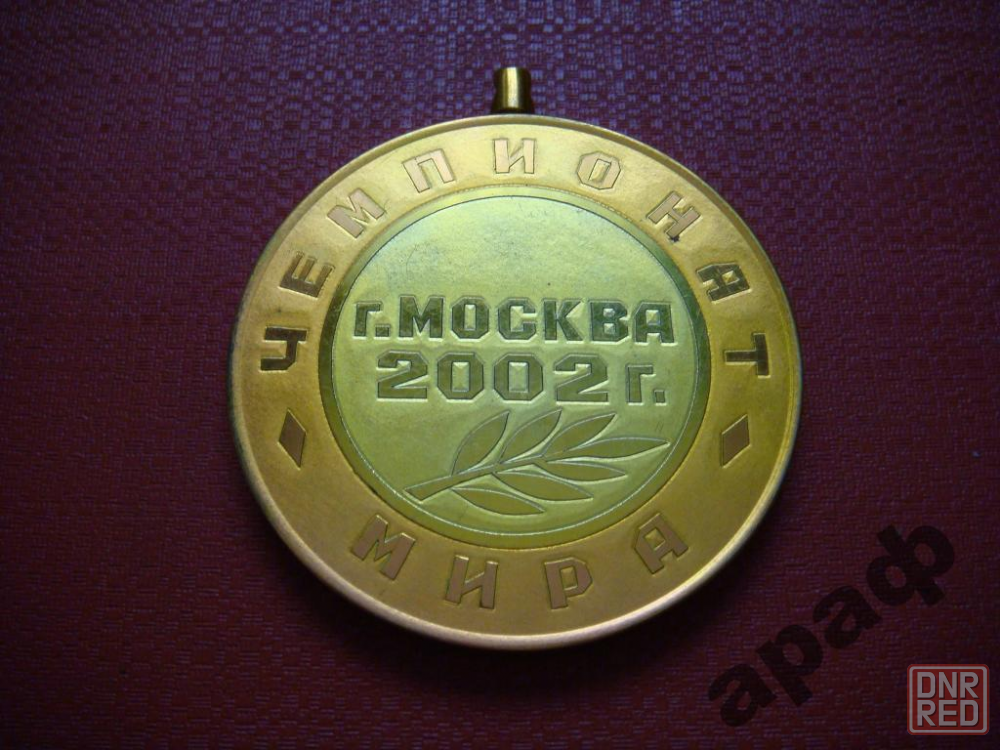 ЧЕМПИОНАТ
г. МОСКВА
2002 г.
МИРА
араф
DNR
RED